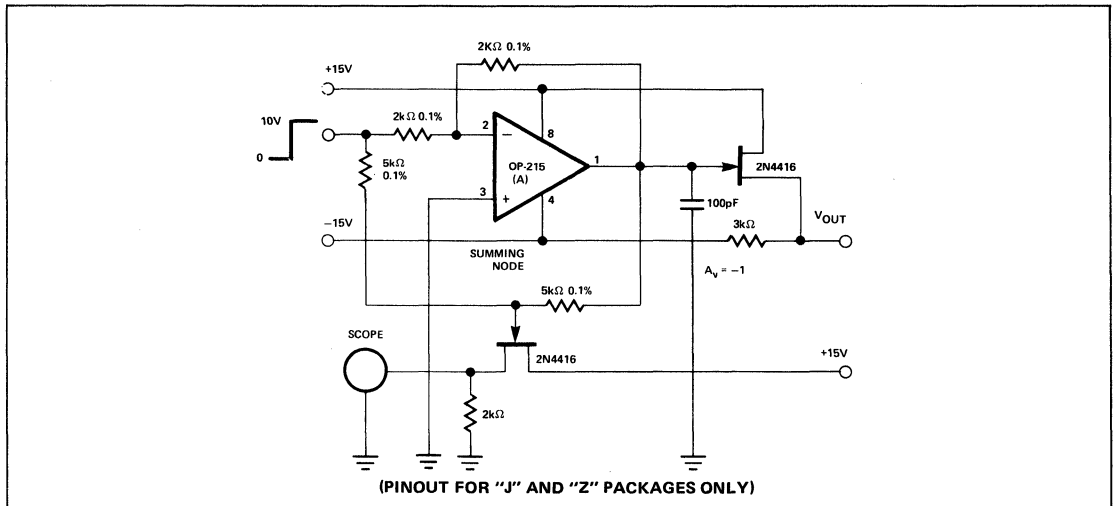 2KΩ 0.1%
+15V
10V
0
2kΩ 0.1%
2
−
8
5kΩ
0.1%
OP-215
(A)
1
2N4416
3
+
4
100pF
−15V
3kΩ
VOUT
SUMMING
NODE
Av = −1
5kΩ 0.1%
SCOPE
2N4416
+15V
2kΩ
(PINOUT FOR "J" AND "Z" PACKAGES ONLY)